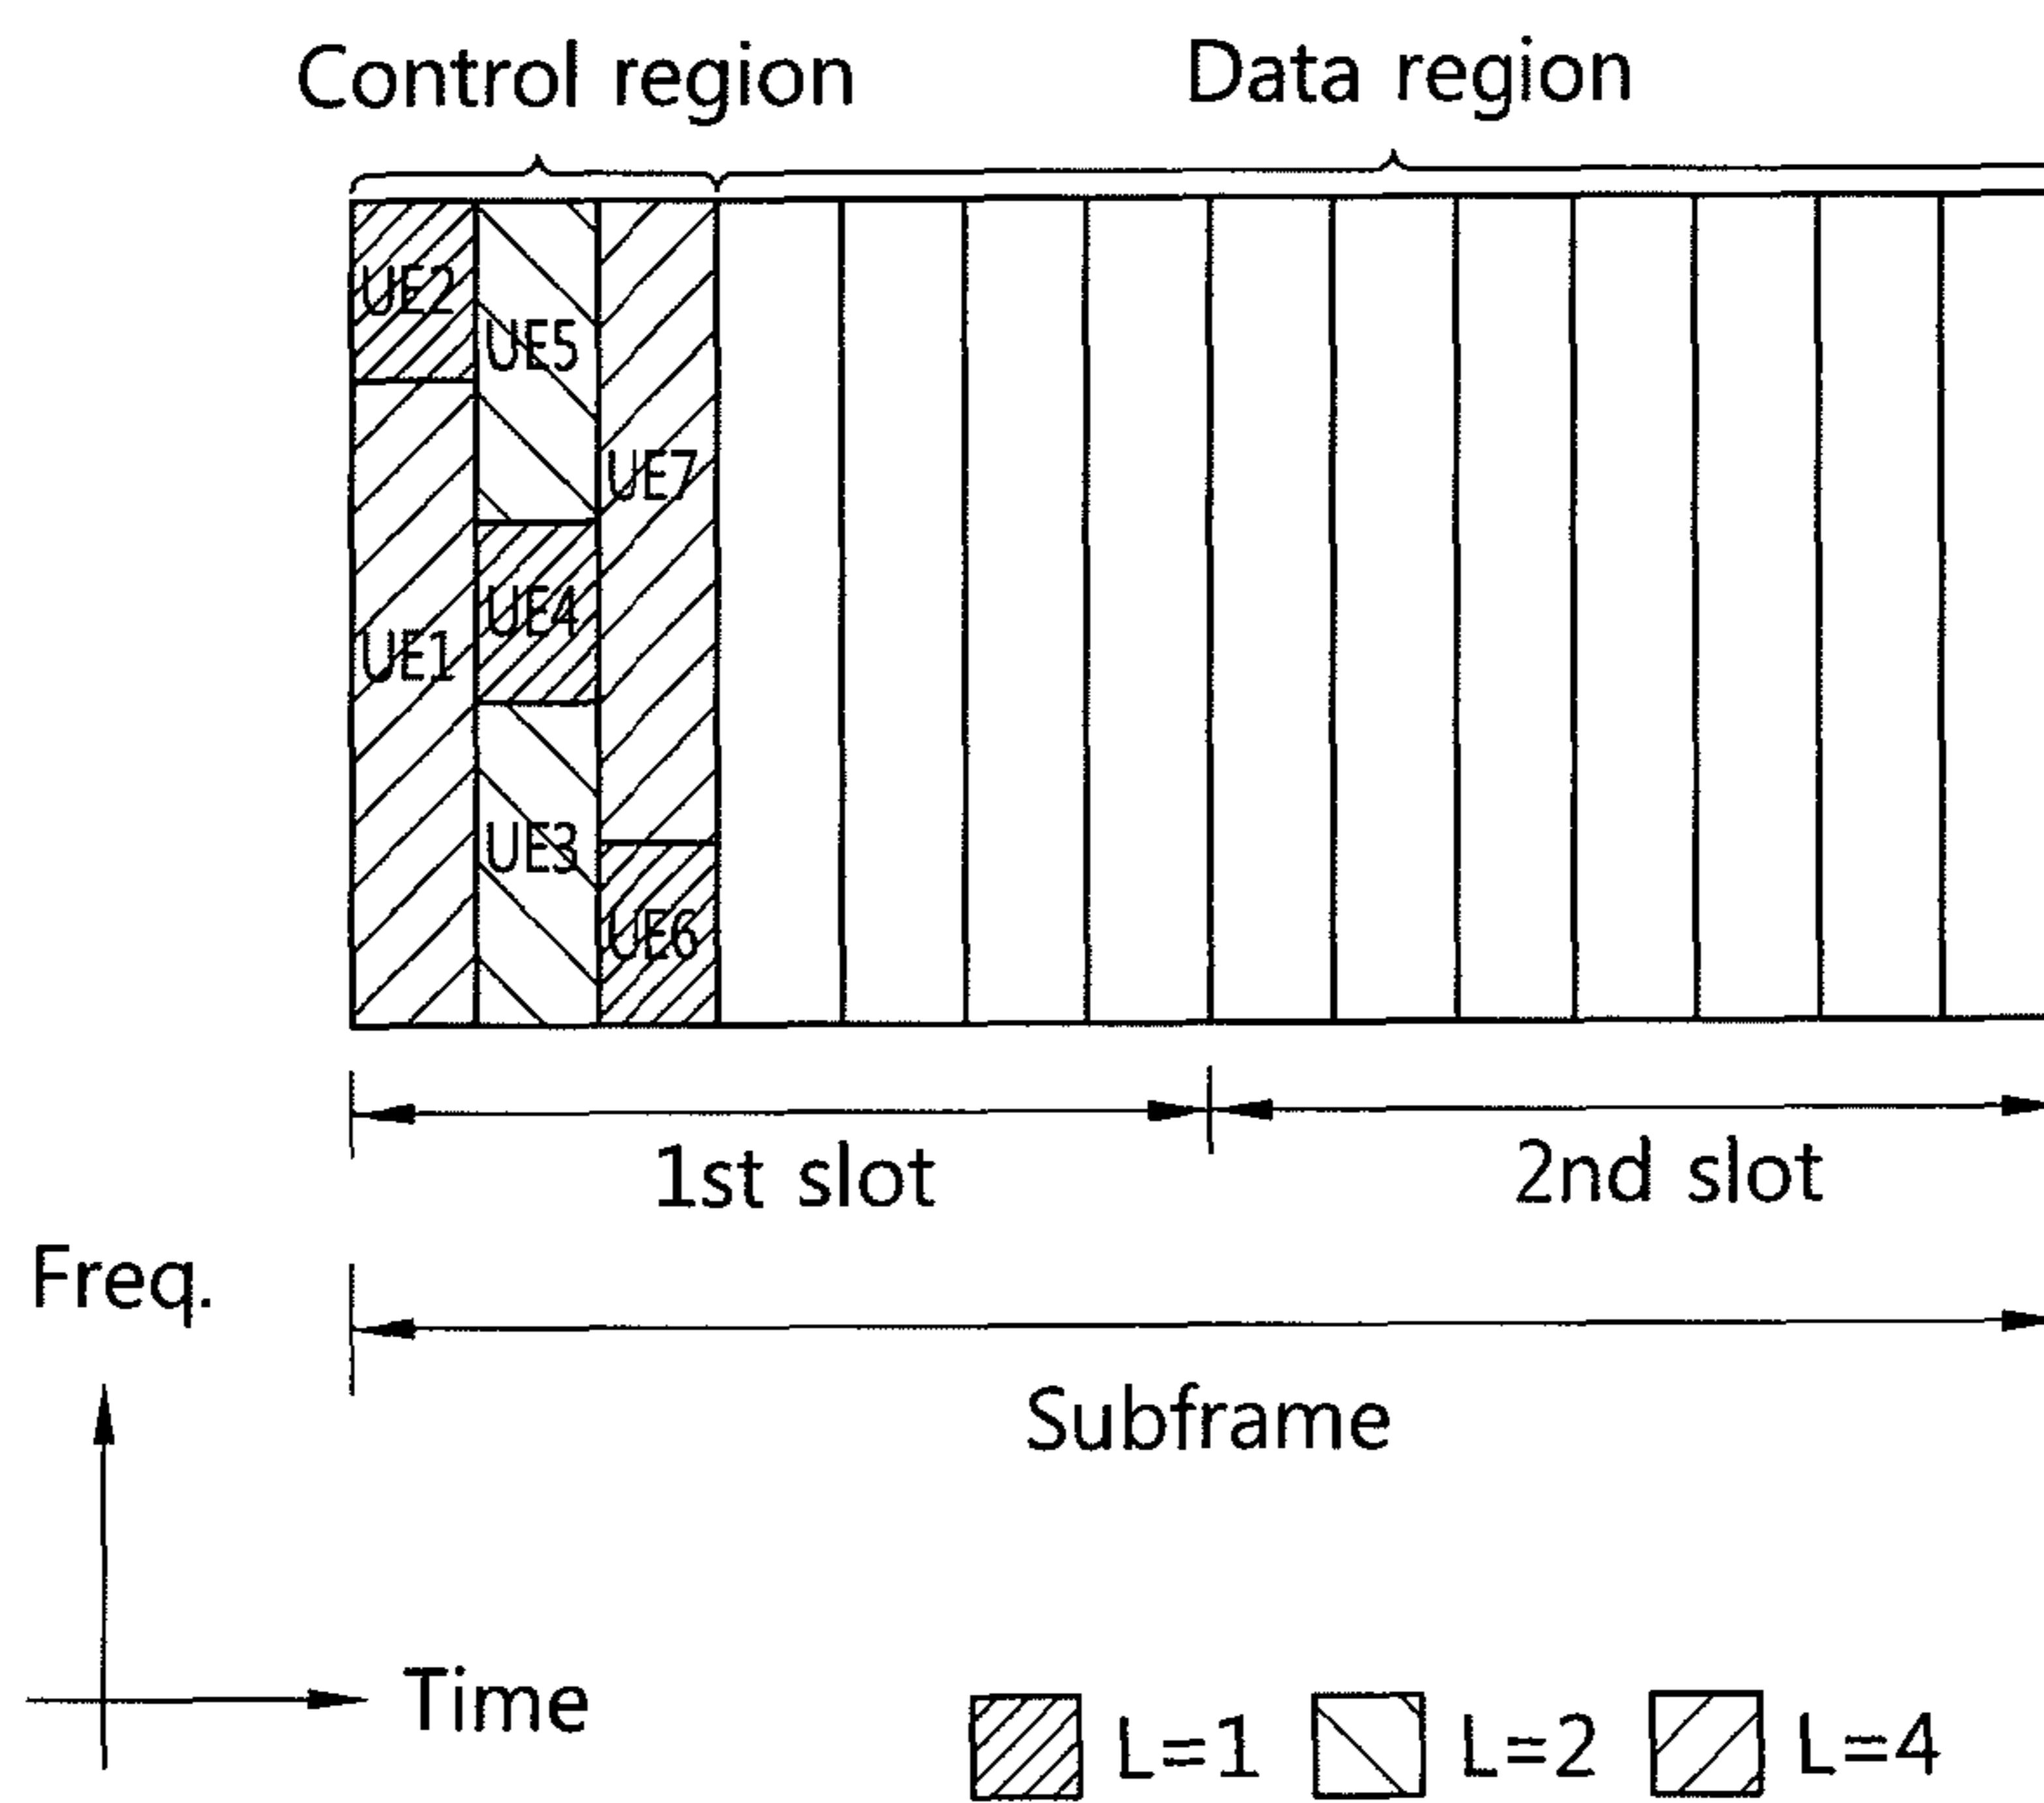 Control region
Data region
UE2
UE5
UE7
UE4
UE1
UE3
UE6
1st slot
2nd slot
Freq.
Subframe
Time
L=1
L=2
L=4